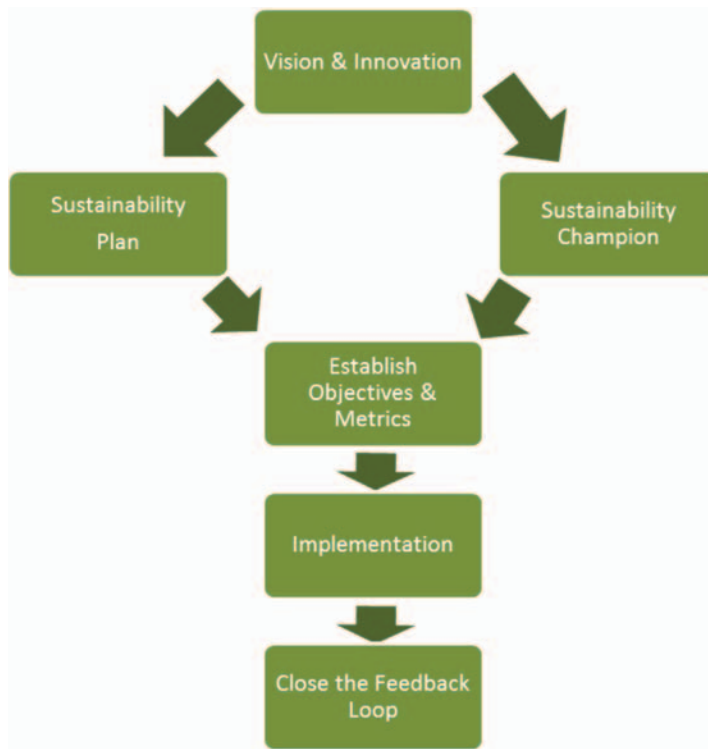 Vision & Innovation
Sustainability
Plan
Sustainability
Champion
Establish
Objectives &
Metrics
Implementation
Close the Feedback
Loop